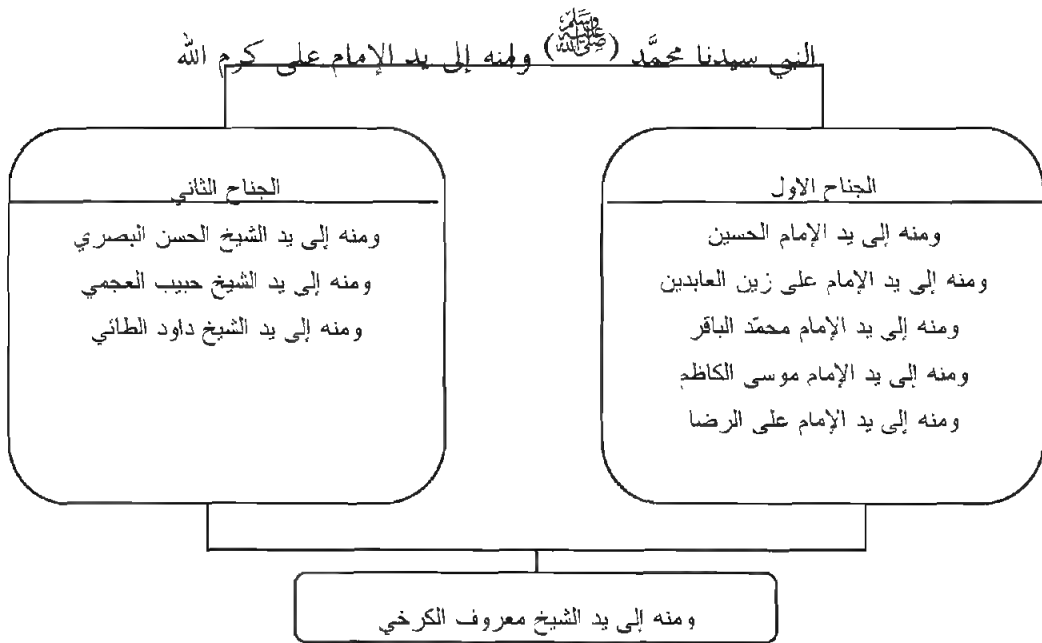 النبي سيدنا محمَّد (ﷺ) ومنه إلى يد الإمام على كرم الله
الجناح الاول
ومنه إلى يد الإمام الحسين
ومنه إلى يد الإمام على زين العابدين
ومنه إلى يد الإمام محمّد الباقر
ومنه إلى يد الإمام موسى الكاظم
ومنه إلى يد الإمام على الرضا
الجناح الثاني
ومنه إلى يد الشيخ الحسن البصري
ومنه إلى يد الشيخ حبيب العجمي
ومنه إلى يد الشيخ داود الطائي
ومنه إلى يد الشيخ معروف الكرخي